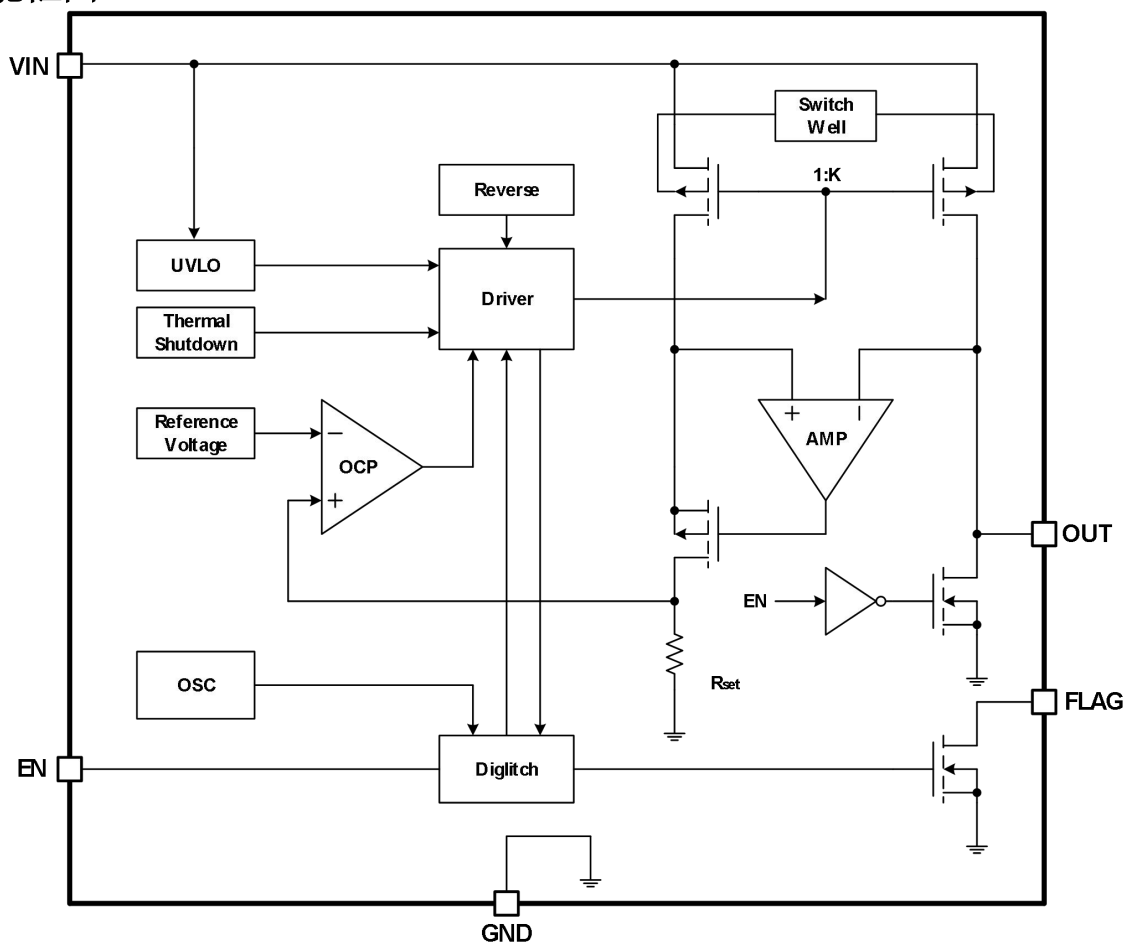 VIN
Switch
Well
Reverse
1:K
UVLO
Driver
Thermal
Shutdown
Reference
Voltage
−
OCP
+
+
−
AMP
OUT
EN
OSC
Rset
FLAG
EN
Diglitch
GND